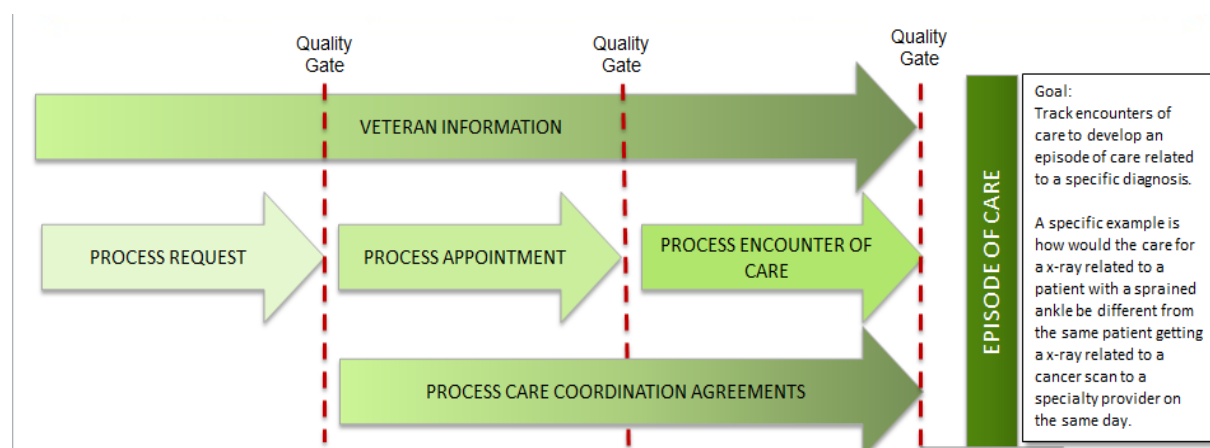 Quality
Gate
Quality
Gate
Quality
Gate
VETERAN INFORMATION
PROCESS REQUEST
PROCESS APPOINTMENT
PROCESS ENCOUNTER OF
CARE
PROCESS CARE COORDINATION AGREEMENTS
EPISODE OF CARE
Goal:
Track encounters of
care to develop an
episode of care related
to a specific diagnosis.
A specific example is
how would the care for
a x-ray related to a
patient with a sprained
ankle be different from
the same patient getting
a x-ray related to a
cancer scan to a
specialty provider on
the same day.